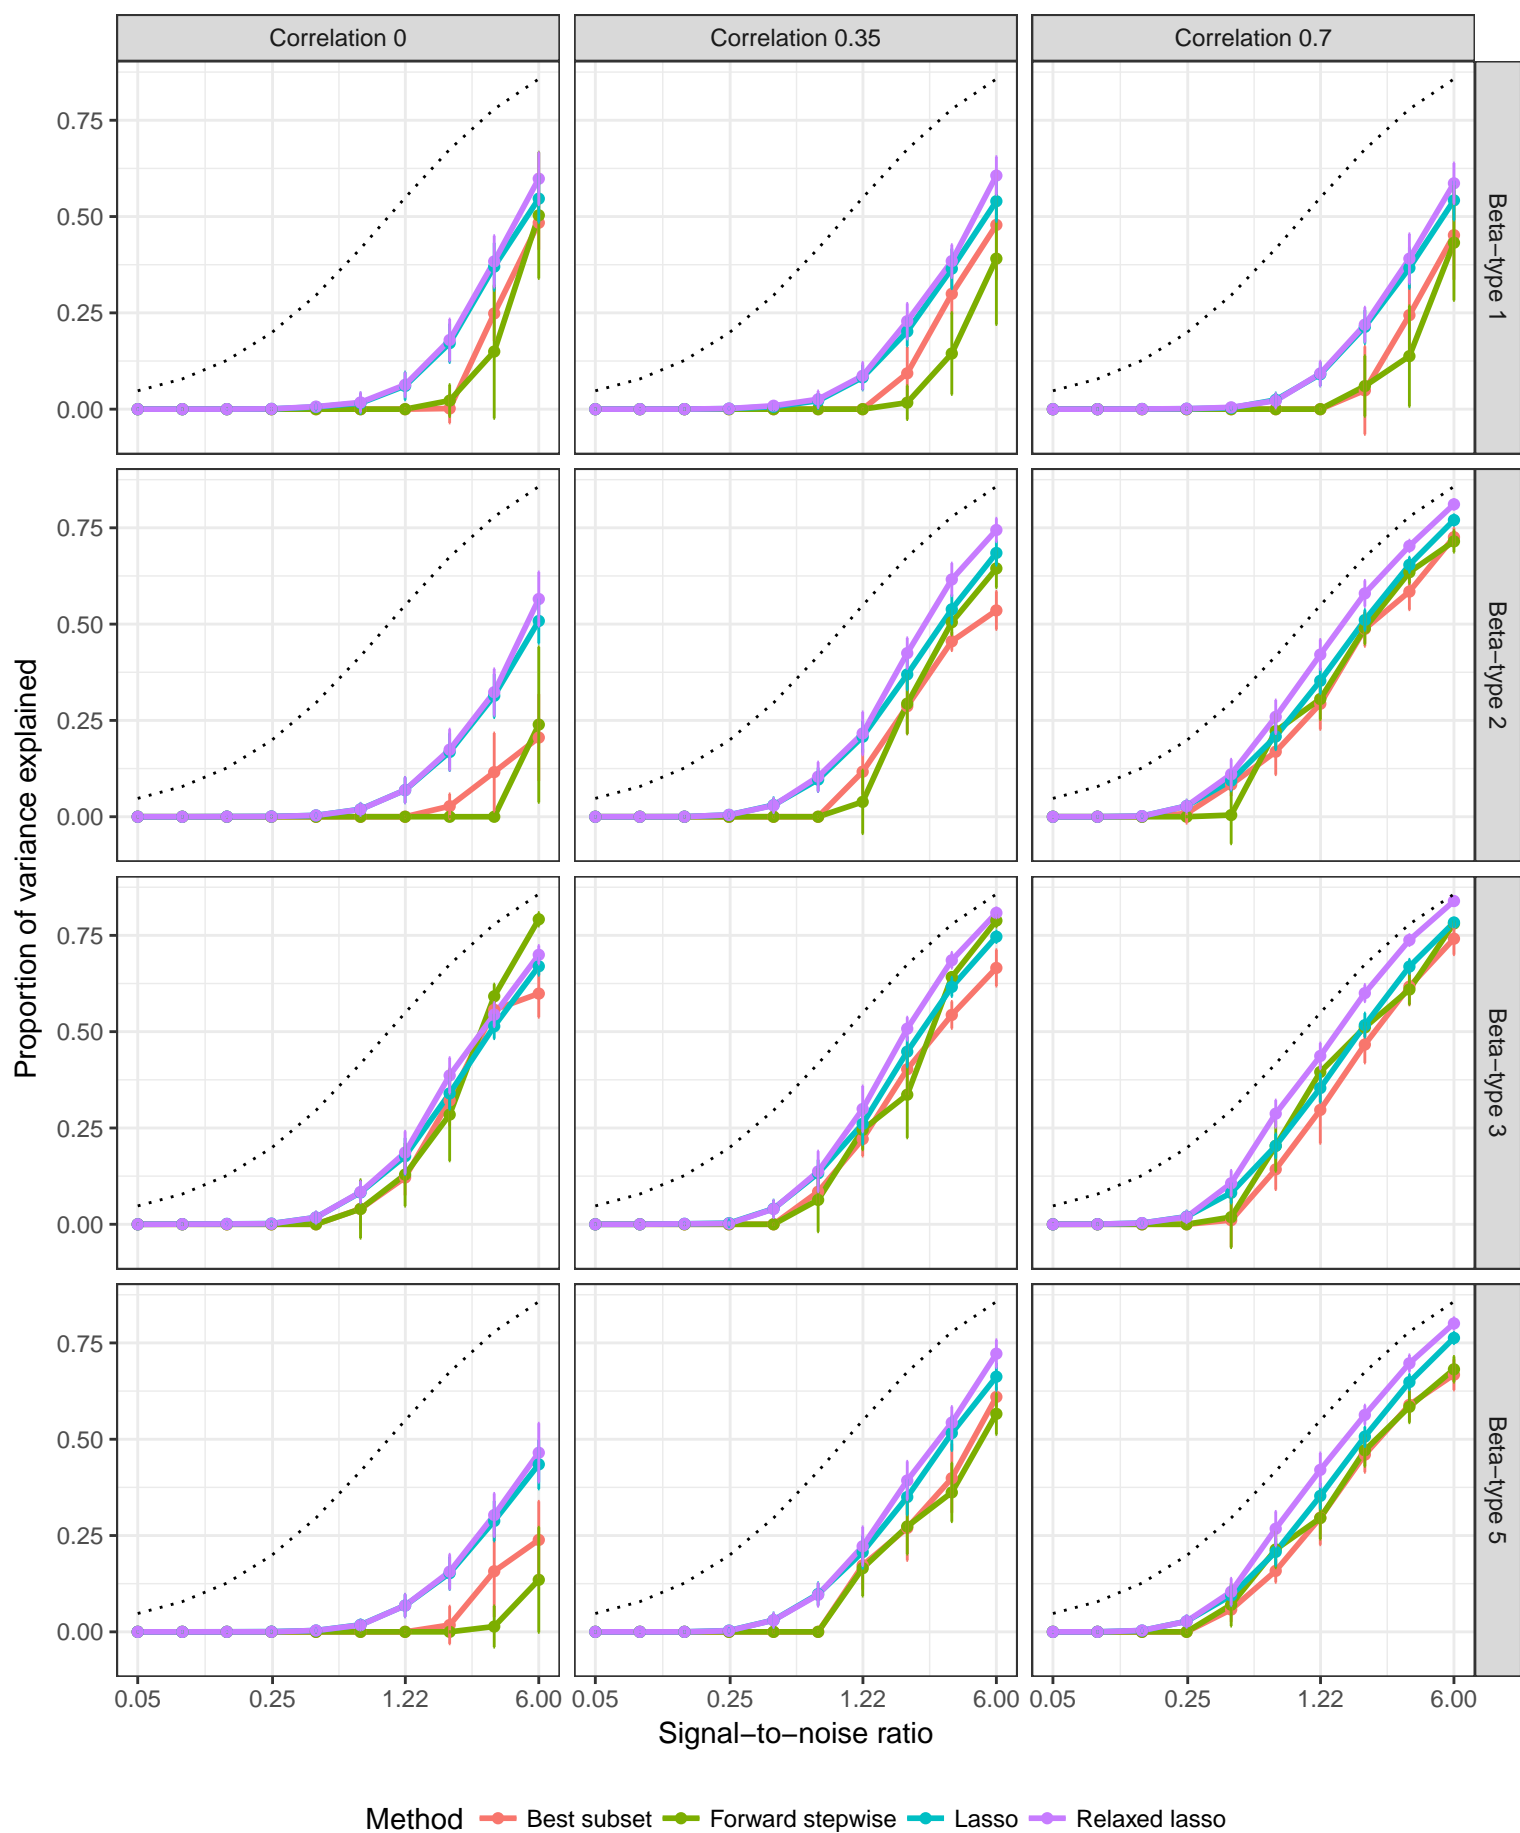 Correlation 0 Correlation 0.35 Correlation 0.7
Proportion of variance explained
0.75
0.50
0.25
0.00
Beta−type 1
0.75
0.50
0.25
0.00
Beta−type 2
0.75
0.50
0.25
0.00
Beta−type 3
0.75
0.50
0.25
0.00
Beta−type 5
0.05 0.25 1.22 6.00 0.05 0.25 1.22 6.00 0.05 0.25 1.22 6.00
Signal−to−noise ratio
Method Best subset Forward stepwise Lasso Relaxed lasso